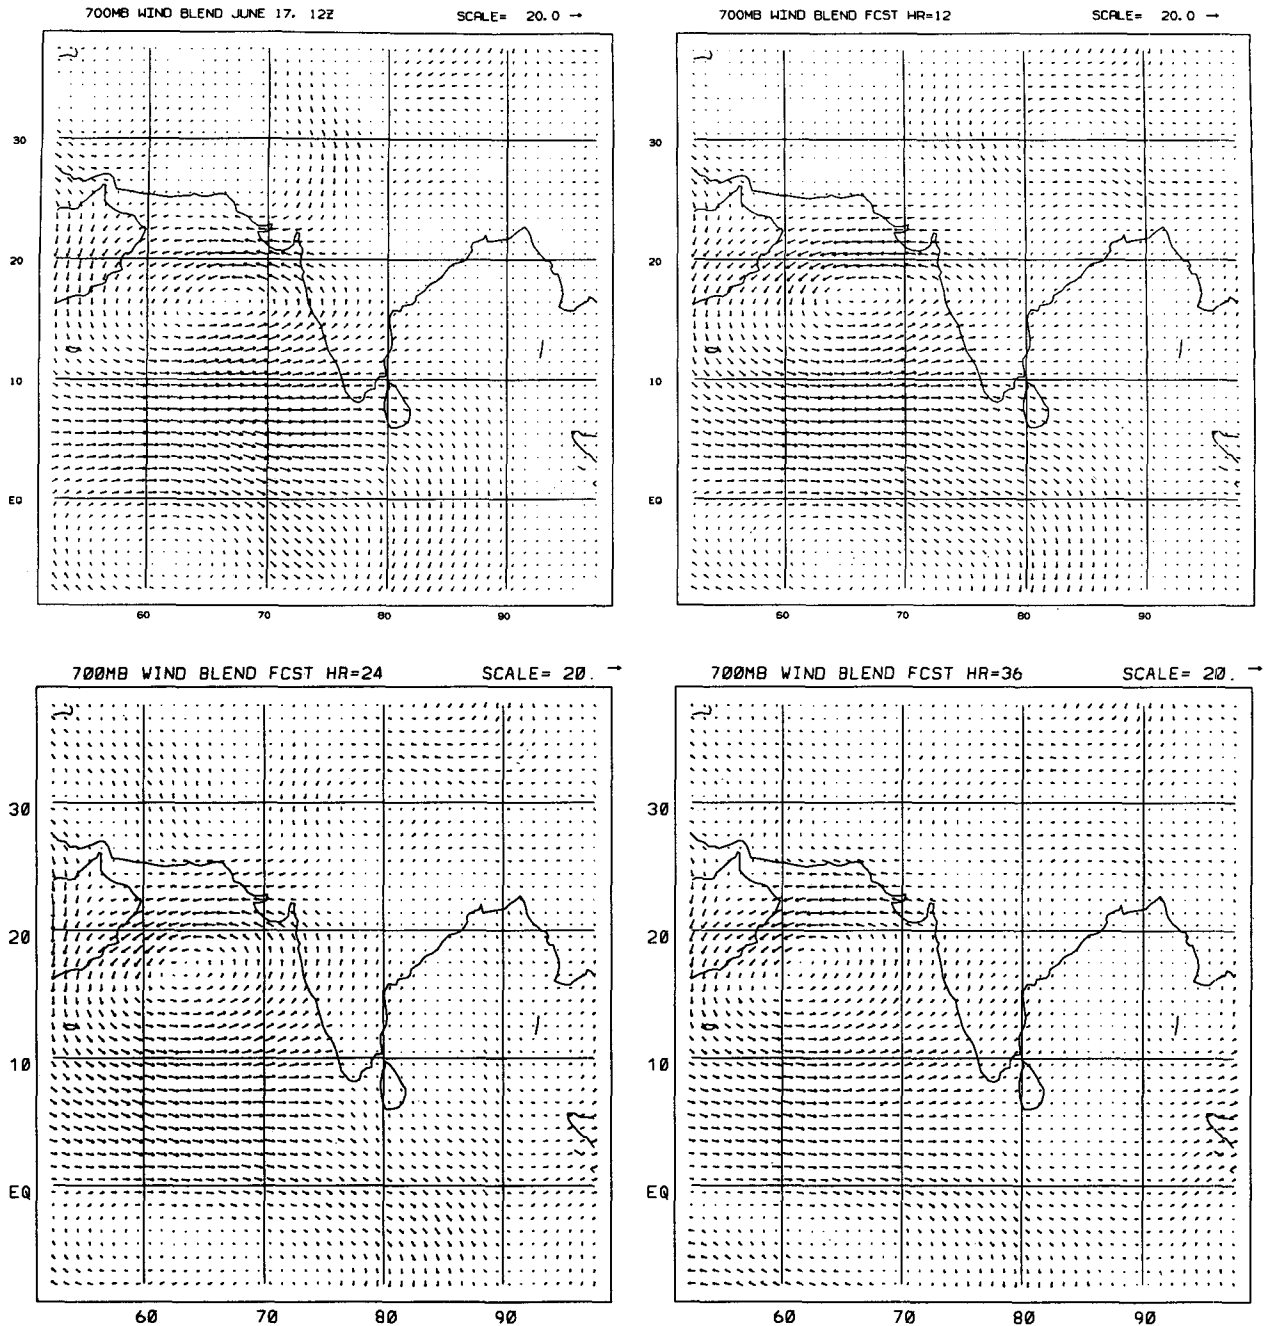 700MB WIND BLEND JUNE 17, 12Z SCALE= 20.0 →
700MB WIND BLEND FCST HR=12 SCALE= 20.0 →
30
20
10
EQ
60 70 80 90
30
20
10
EQ
60 70 80 90
700MB WIND BLEND FCST HR=24 SCALE= 20. →
700MB WIND BLEND FCST HR=36 SCALE= 20. →
30
20
10
EQ
60 70 80 90
30
20
10
EQ
60 70 80 90